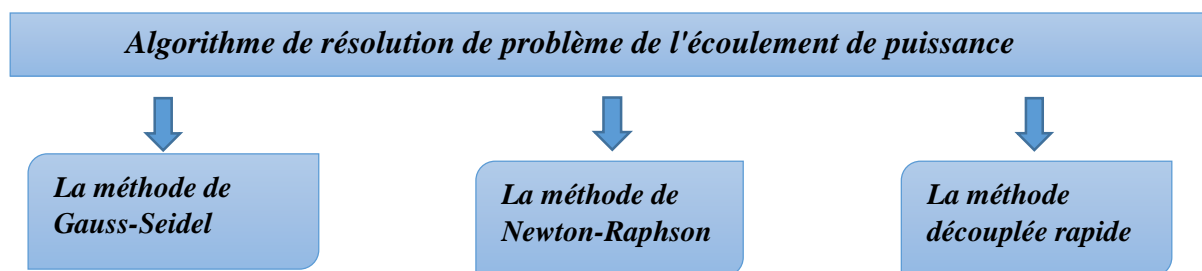 Algorithme de résolution de problème de l'écoulement de puissance
La méthode de
Gauss-Seidel
La méthode de
Newton-Raphson
La méthode
découplée rapide